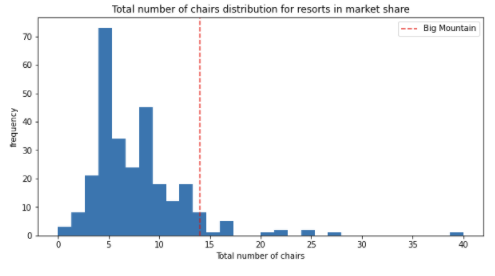 Total number of chairs distribution for resorts in market share
Big Mountain
70
60
50
40
30
20
10
0
frequency
0 5 10 15 20 25 30 35 40
Total number of chairs